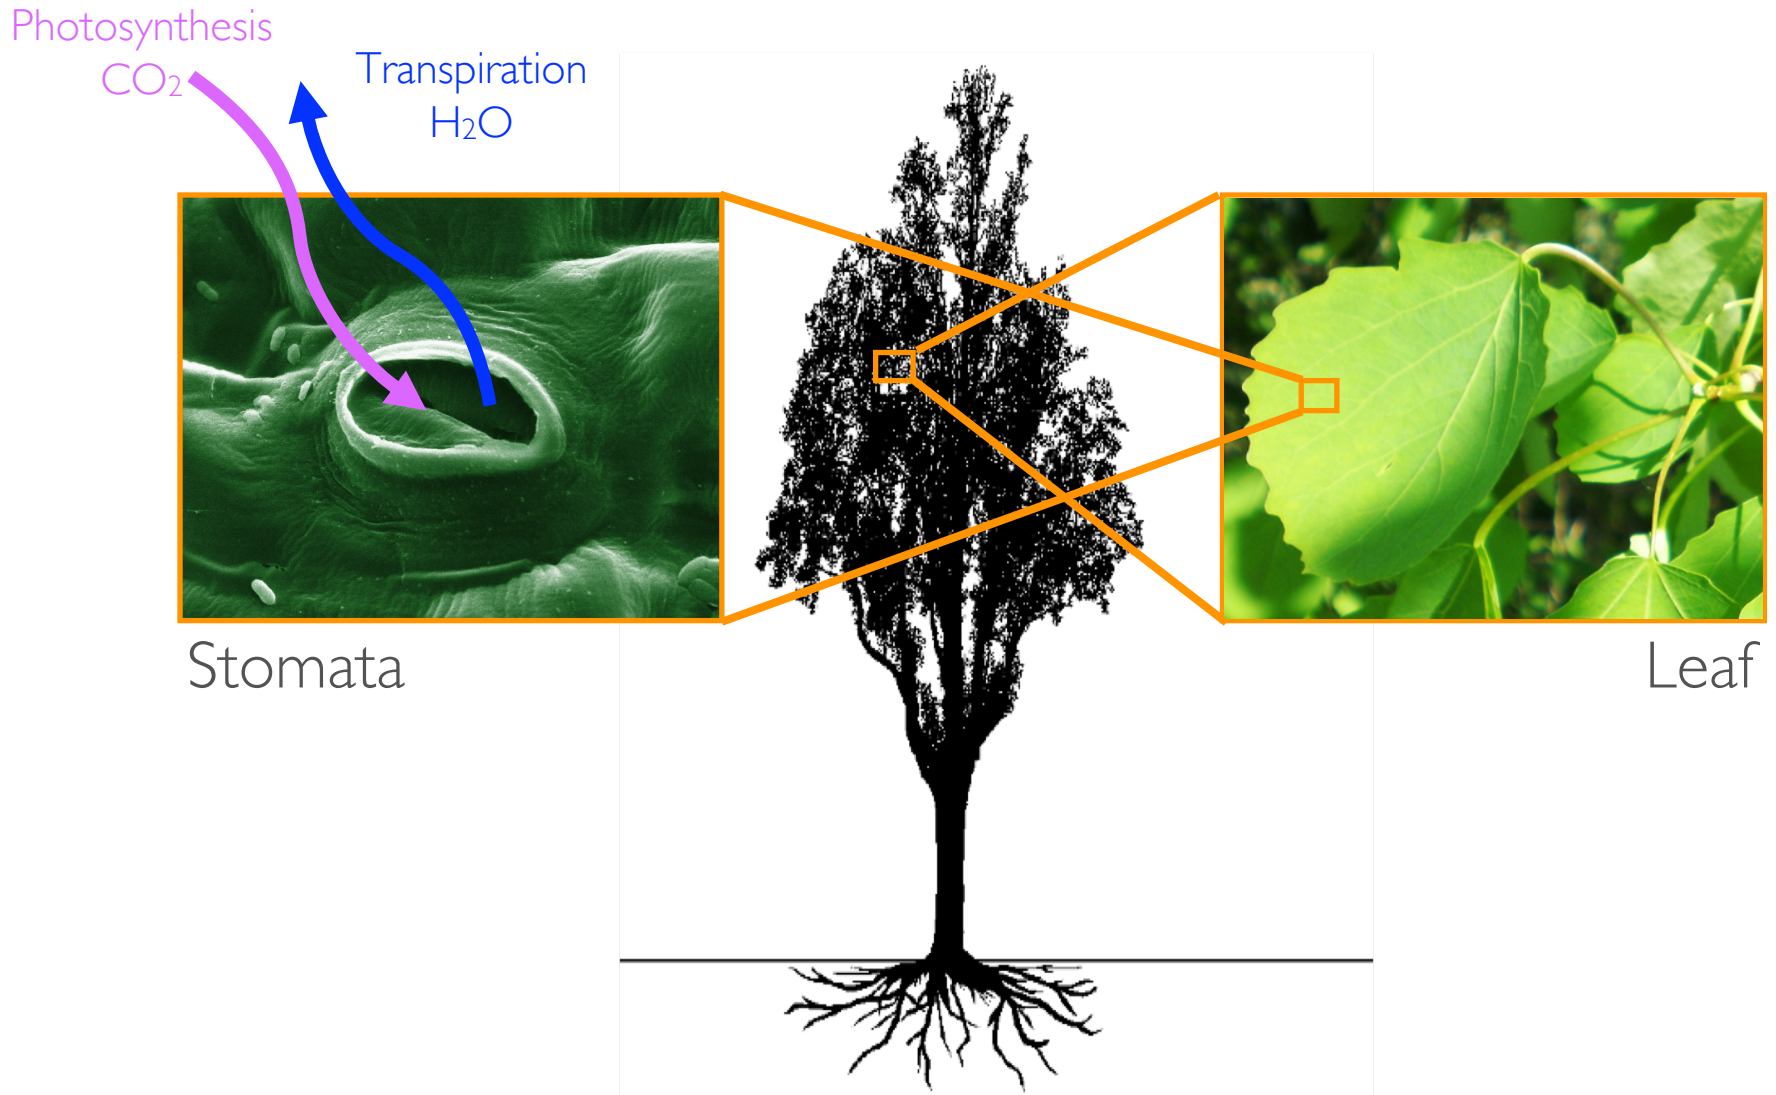 Photosynthesis
CO₂
Transpiration
H₂O
Stomata
Leaf